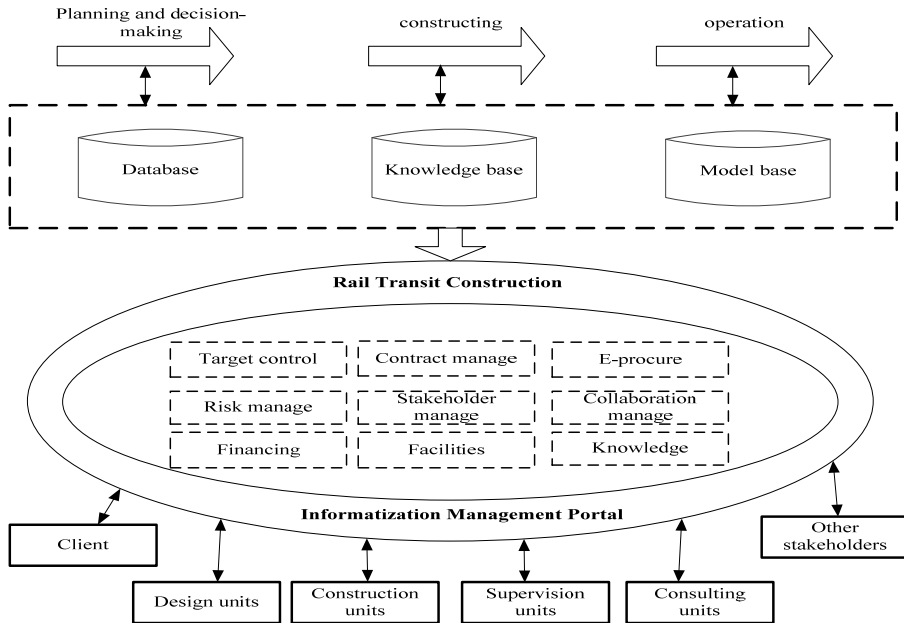 Planning and decision-
making
constructing
operation
Database
Knowledge base
Model base
Rail Transit Construction
Target control
Contract manage
E-procure
Risk manage
Stakeholder
manage
Collaboration
manage
Financing
Facilities
Knowledge
Informatization Management Portal
Client
Other
stakeholders
Design units
Construction
units
Supervision
units
Consulting
units